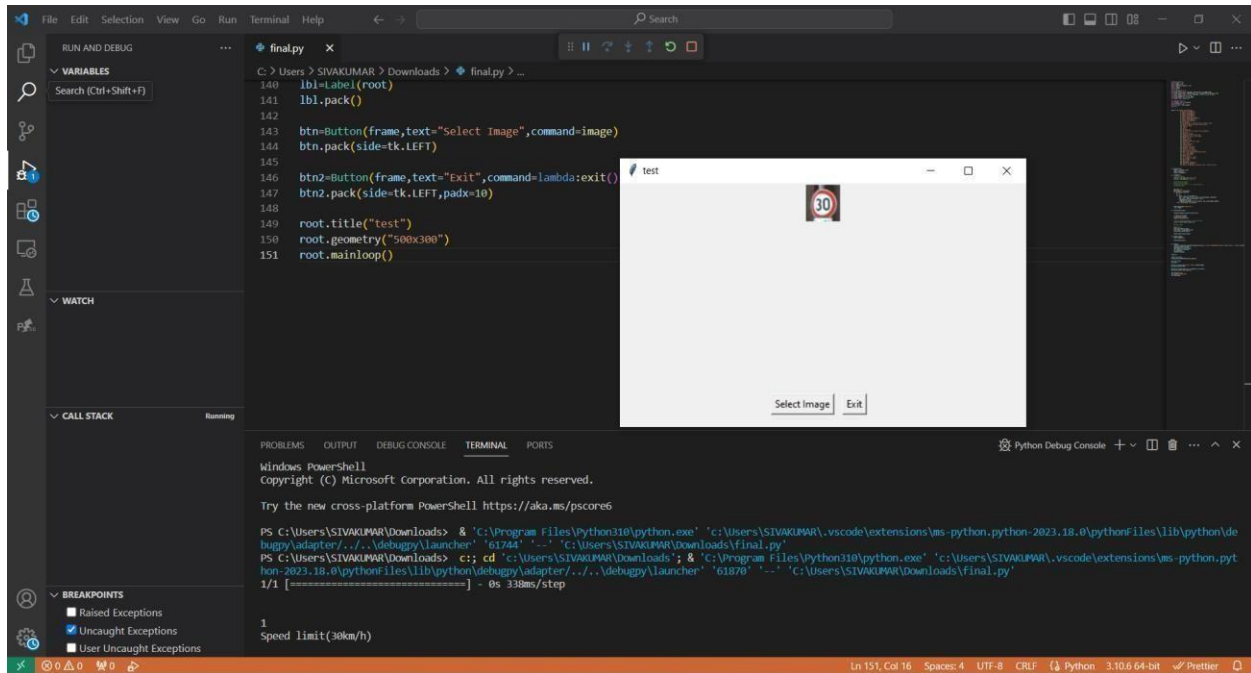 File Edit Selection View Go Run Terminal Help
Search
RUN AND DEBUG
VARIABLES
Search (Ctrl+Shift+F)
WATCH
CALL STACK
Running
BREAKPOINTS
Raised Exceptions
Uncaught Exceptions
User Uncaught Exceptions
final.py
C: > Users > SIVAKUMAR > Downloads > final.py > ...
140 lbl=Label(root)
141 lbl.pack()
142
143 btn=Button(frame,text="Select Image",command=image)
144 btn.pack(side=tk.LEFT)
145
146 btn2=Button(frame,text="Exit",command=lambda:exit()
147 btn2.pack(side=tk.LEFT,padx=10)
148
149 root.title("test")
150 root.geometry("500x300")
151 root.mainloop()
test
30
Select Image Exit
PROBLEMS OUTPUT DEBUG CONSOLE TERMINAL PORTS
Python Debug Console
Windows PowerShell
Copyright (C) Microsoft Corporation. All rights reserved.
Try the new cross-platform PowerShell https://aka.ms/pscore6
PS C:\Users\SIVAKUMAR\Downloads> & 'C:\Program Files\Python310\python.exe' 'c:\Users\SIVAKUMAR\.vscode\extensions\ms-python.python-2023.18.0\pythonFiles\lib\python\de
bugpy\adapter/../..\debugpy\launcher' '61744' '--' 'C:\Users\SIVAKUMAR\Downloads\final.py'
PS C:\Users\SIVAKUMAR\Downloads> c:; cd 'c:\Users\SIVAKUMAR\Downloads'; & 'C:\Program Files\Python310\python.exe' 'c:\Users\SIVAKUMAR\.vscode\extensions\ms-python.pyt
hon-2023.18.0\pythonFiles\lib\python\debugpy\adapter/../..\debugpy\launcher' '61870' '--' 'C:\Users\SIVAKUMAR\Downloads\final.py'
1/1 [==============================] - 0s 338ms/step
1
Speed limit(30km/h)
0 0 0 Ln 151, Col 16 Spaces: 4 UTF-8 CRLF Python 3.10.6 64-bit Prettier